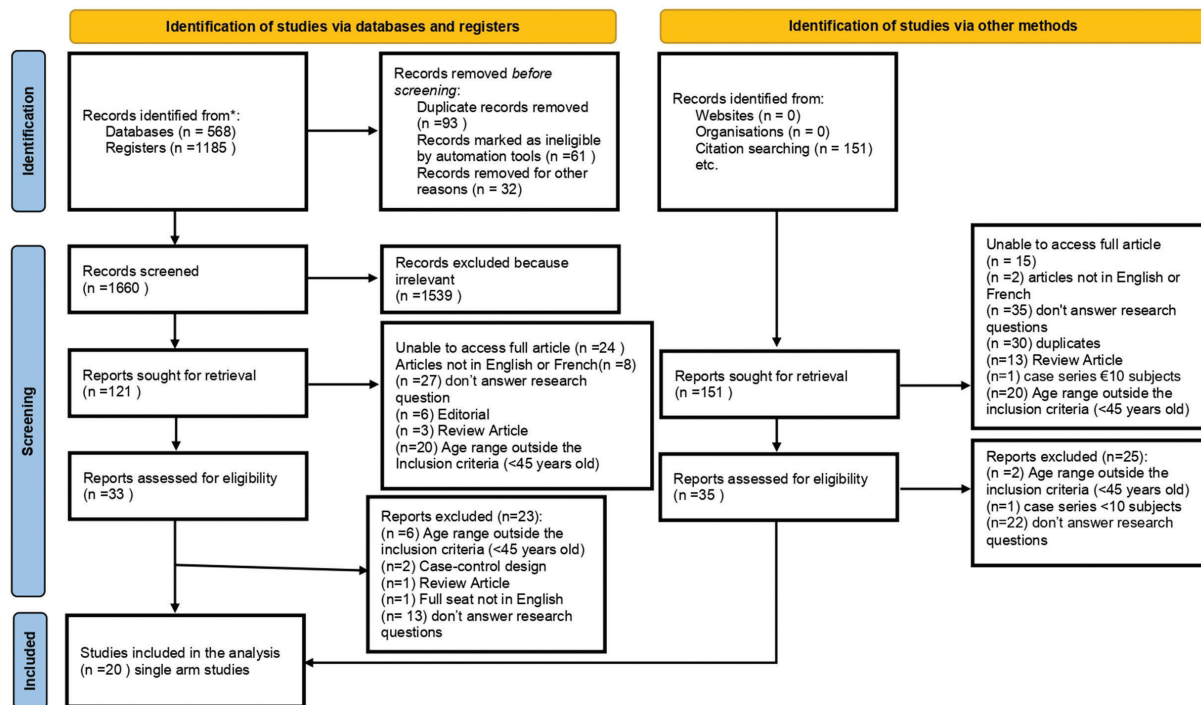 Identification of studies via databases and registers
Identification of studies via other methods
Identification
Records identified from*:
Databases (n = 568)
Registers (n =1185 )
Records removed before
screening:
Duplicate records removed
(n =93 )
Records marked as ineligible
by automation tools (n =61 )
Records removed for other
reasons (n = 32)
Records identified from:
Websites (n = 0)
Organisations (n = 0)
Citation searching (n = 151)
etc.
Screening
Records screened
(n =1660 )
Records excluded because
irrelevant
(n =1539 )
Reports sought for retrieval
(n =121 )
Unable to access full article (n =24 )
Articles not in English or French(n =8)
(n =27) don't answer research
question
(n =6) Editorial
(n =3) Review Article
(n=20) Age range outside the
Inclusion criteria (<45 years old)
Reports sought for retrieval
(n =151 )
Unable to access full article
(n = 15)
(n =2) articles not in English or
French
(n =35) don't answer research
questions
(n =30) duplicates
(n=13) Review Article
(n=1) case series €10 subjects
(n=20) Age range outside the
inclusion criteria (<45 years old)
Reports assessed for eligibility
(n =33 )
Reports excluded (n=23):
(n =6) Age range outside the
inclusion criteria (<45 years old)
(n=2) Case-control design
(n=1) Review Article
(n=1) Full seat not in English
(n= 13) don't answer research
questions
Reports assessed for eligibility
(n =35 )
Reports excluded (n=25):
(n =2) Age range outside the
inclusion criteria (<45 years old)
(n=1) case series <10 subjects
(n=22) don't answer research
questions
Included
Studies included in the analysis
(n =20 ) single arm studies